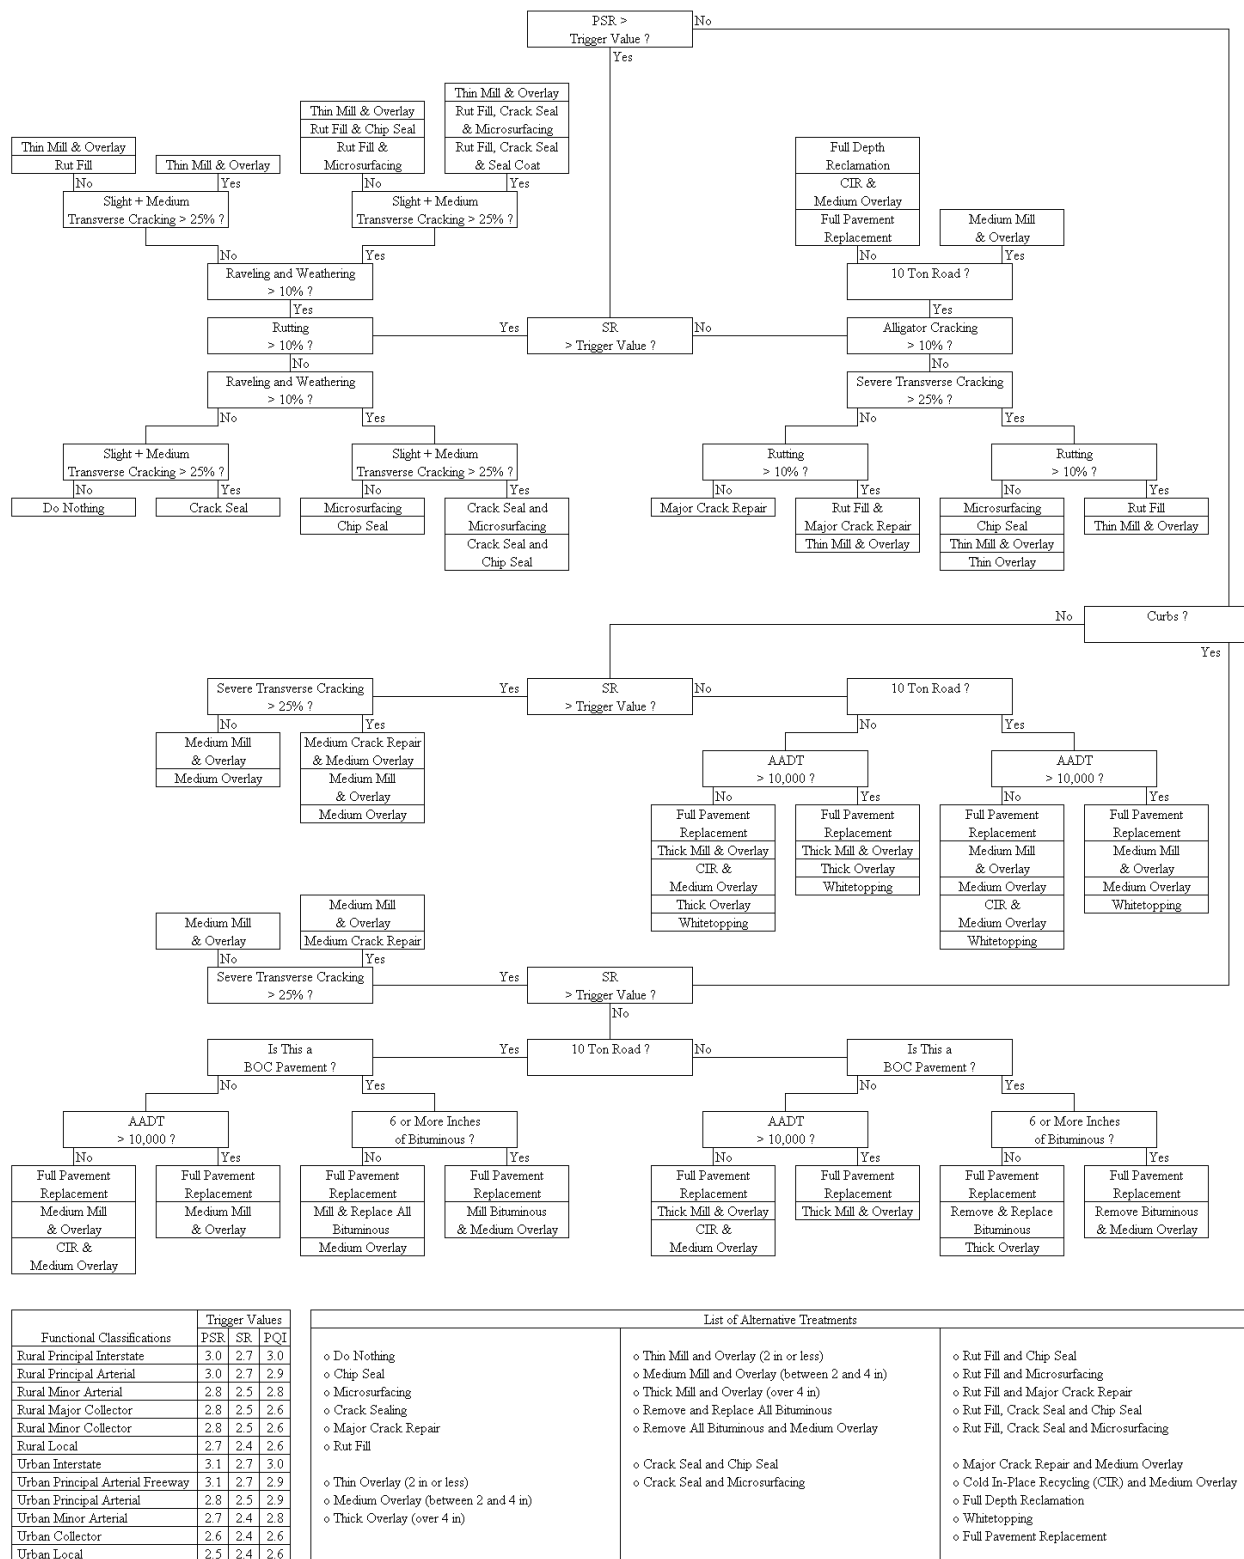 PSR >
Trigger Value ?
No
Yes
Thin Mill & Overlay
Rut Fill
No
Thin Mill & Overlay
Yes
Slight + Medium
Transverse Cracking > 25% ?
Thin Mill & Overlay
Rut Fill & Chip Seal
Rut Fill &
Microsurfacing
No
Thin Mill & Overlay
Rut Fill, Crack Seal
& Microsurfacing
Rut Fill, Crack Seal
& Seal Coat
Yes
Slight + Medium
Transverse Cracking > 25% ?
No
Yes
Raveling and Weathering
> 10% ?
Yes
Full Depth
Reclamation
CIR &
Medium Overlay
Full Pavement
Replacement
No
Medium Mill
& Overlay
Yes
10 Ton Road ?
Yes
Rutting
> 10% ?
Yes
SR
> Trigger Value ?
No
Alligator Cracking
> 10% ?
No
Raveling and Weathering
> 10% ?
No
Yes
No
Severe Transverse Cracking
> 25% ?
No
Yes
Slight + Medium
Transverse Cracking > 25% ?
No
Yes
Do Nothing
Crack Seal
Slight + Medium
Transverse Cracking > 25% ?
No
Yes
Microsurfacing
Chip Seal
Crack Seal and
Microsurfacing
Crack Seal and
Chip Seal
Rutting
> 10% ?
No
Yes
Major Crack Repair
Rut Fill &
Major Crack Repair
Thin Mill & Overlay
Rutting
> 10% ?
No
Yes
Microsurfacing
Chip Seal
Thin Mill & Overlay
Thin Overlay
Rut Fill
Thin Mill & Overlay
No
Curbs ?
Yes
Severe Transverse Cracking
> 25% ?
Yes
SR
> Trigger Value ?
No
10 Ton Road ?
No
Yes
Medium Mill
& Overlay
Medium Overlay
Medium Crack Repair
& Medium Overlay
Medium Mill
& Overlay
Medium Overlay
No
Yes
AADT
> 10,000 ?
No
Yes
Full Pavement
Replacement
Thick Mill & Overlay
CIR &
Medium Overlay
Thick Overlay
Whitetopping
Full Pavement
Replacement
Thick Mill & Overlay
Thick Overlay
Whitetopping
AADT
> 10,000 ?
No
Yes
Full Pavement
Replacement
Medium Mill
& Overlay
Medium Overlay
CIR &
Medium Overlay
Whitetopping
Full Pavement
Replacement
Medium Mill
& Overlay
Medium Overlay
Whitetopping
Medium Mill
& Overlay
No
Medium Mill
& Overlay
Medium Crack Repair
Yes
Severe Transverse Cracking
> 25% ?
Yes
SR
> Trigger Value ?
No
Is This a
BOC Pavement ?
Yes
10 Ton Road ?
No
Is This a
BOC Pavement ?
No
Yes
No
Yes
AADT
> 10,000 ?
No
Yes
Full Pavement
Replacement
Medium Mill
& Overlay
CIR &
Medium Overlay
Full Pavement
Replacement
Medium Mill
& Overlay
6 or More Inches
of Bituminous ?
No
Yes
Full Pavement
Replacement
Mill & Replace All
Bituminous
Medium Overlay
Full Pavement
Replacement
Mill Bituminous
& Medium Overlay
AADT
> 10,000 ?
No
Yes
Full Pavement
Replacement
Thick Mill & Overlay
CIR &
Medium Overlay
Full Pavement
Replacement
Thick Mill & Overlay
6 or More Inches
of Bituminous ?
No
Yes
Full Pavement
Replacement
Remove & Replace
Bituminous
Thick Overlay
Full Pavement
Replacement
Remove Bituminous
& Medium Overlay
Trigger Values
Functional Classifications PSR SR PQI
Rural Principal Interstate 3.0 2.7 3.0
Rural Principal Arterial 3.0 2.7 2.9
Rural Minor Arterial 2.8 2.5 2.8
Rural Major Collector 2.8 2.5 2.6
Rural Minor Collector 2.8 2.5 2.6
Rural Local 2.7 2.4 2.6
Urban Interstate 3.1 2.7 3.0
Urban Principal Arterial Freeway 3.1 2.7 2.9
Urban Principal Arterial 2.8 2.5 2.9
Urban Minor Arterial 2.7 2.4 2.8
Urban Collector 2.6 2.4 2.6
Urban Local 2.5 2.4 2.6
List of Alternative Treatments
o Do Nothing
o Chip Seal
o Microsurfacing
o Crack Sealing
o Major Crack Repair
o Rut Fill
o Thin Overlay (2 in or less)
o Medium Overlay (between 2 and 4 in)
o Thick Overlay (over 4 in)
o Thin Mill and Overlay (2 in or less)
o Medium Mill and Overlay (between 2 and 4 in)
o Thick Mill and Overlay (over 4 in)
o Remove and Replace All Bituminous
o Remove All Bituminous and Medium Overlay
o Crack Seal and Chip Seal
o Crack Seal and Microsurfacing
o Rut Fill and Chip Seal
o Rut Fill and Microsurfacing
o Rut Fill and Major Crack Repair
o Rut Fill, Crack Seal and Chip Seal
o Rut Fill, Crack Seal and Microsurfacing
o Major Crack Repair and Medium Overlay
o Cold In-Place Recycling (CIR) and Medium Overlay
o Full Depth Reclamation
o Whitetopping
o Full Pavement Replacement